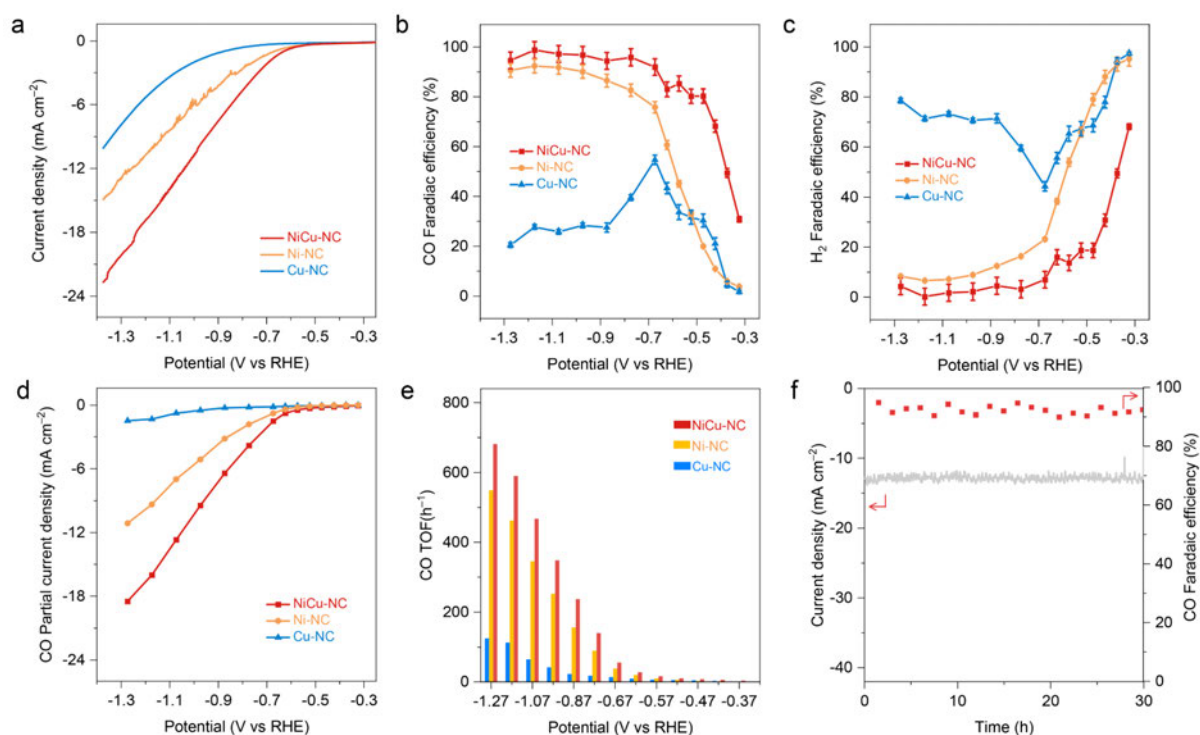 a
0
-6
-12
-18
-24
Current density (mA cm⁻²)
NiCu-NC
Ni-NC
Cu-NC
-1.3 -1.1 -0.9 -0.7 -0.5 -0.3
Potential (V vs RHE)
b
100
80
60
40
20
0
CO Faradiac efficiency (%)
NiCu-NC
Ni-NC
Cu-NC
-1.3 -1.1 -0.9 -0.7 -0.5 -0.3
Potential (V vs RHE)
c
100
80
60
40
20
0
H₂ Faradaic efficiency (%)
NiCu-NC
Ni-NC
Cu-NC
-1.3 -1.1 -0.9 -0.7 -0.5 -0.3
Potential (V vs RHE)
d
0
-6
-12
-18
-24
CO Partial current density (mA cm⁻²)
NiCu-NC
Ni-NC
Cu-NC
-1.3 -1.1 -0.9 -0.7 -0.5 -0.3
Potential (V vs RHE)
e
800
600
400
200
0
CO TOF(h⁻¹)
NiCu-NC
Ni-NC
Cu-NC
-1.27 -1.07 -0.87 -0.67 -0.57 -0.47 -0.37
Potential (V vs RHE)
f
0
-10
-20
-30
-40
Current density (mA cm⁻²)
100
80
60
40
20
0
CO Faradaic efficiency (%)
0 10 20 30
Time (h)